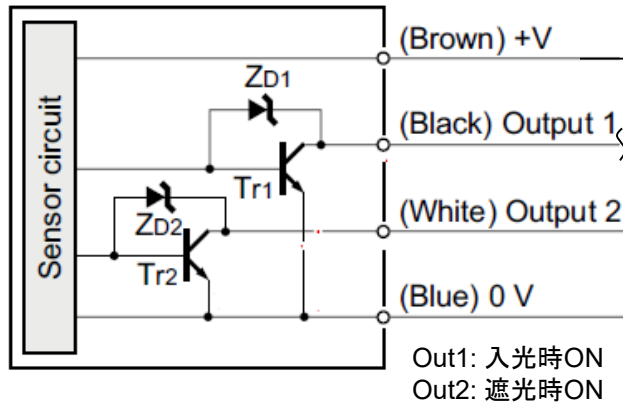 Sensor circuit
(Brown) +V
ZD1
(Black) Output 1
Tr1
ZD2
(White) Output 2
Tr2
(Blue) 0 V
Out1: 入光時ON
Out2: 遮光時ON